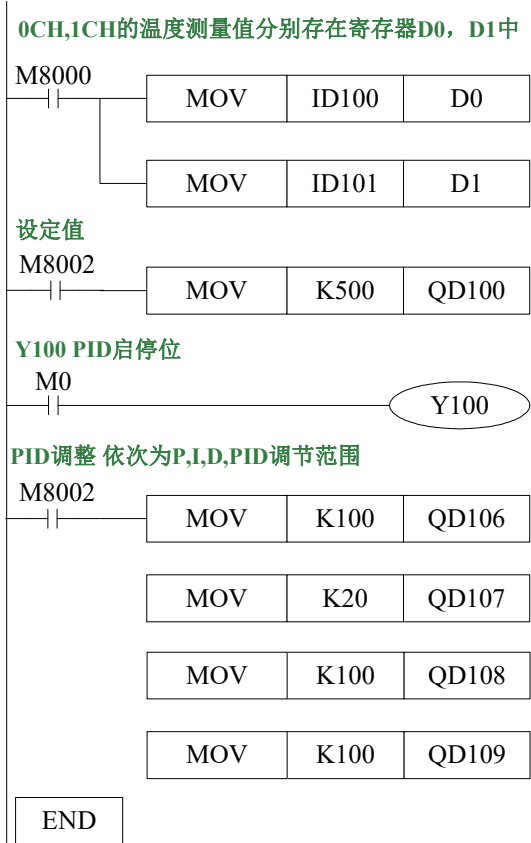 0CH,1CH的温度测量值分别存在寄存器D0，D1中
M8000
MOV ID100 D0
MOV ID101 D1
设定值
M8002
MOV K500 QD100
Y100 PID启停位
M0
Y100
PID调整 依次为P,I,D,PID调节范围
M8002
MOV K100 QD106
MOV K20 QD107
MOV K100 QD108
MOV K100 QD109
END